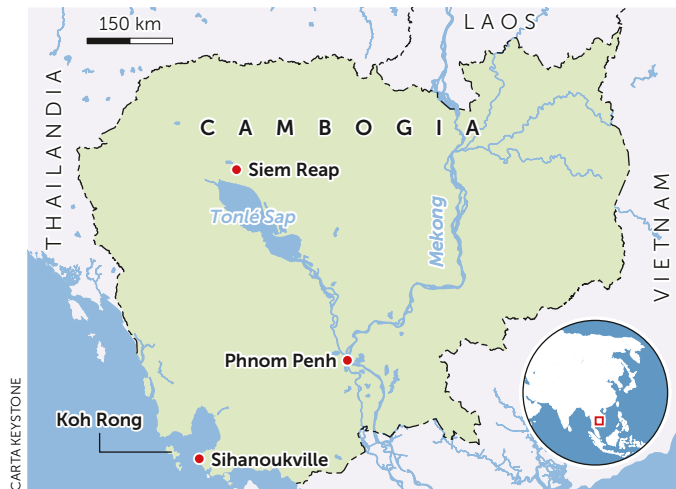 150 km
LAOS
THAILANDIA
CAMBOGIA
Siem Reap
Tonlé Sap
Mekong
VIETNAM
Phnom Penh
Koh Rong
Sihanoukville
CARTA KEYSTONE